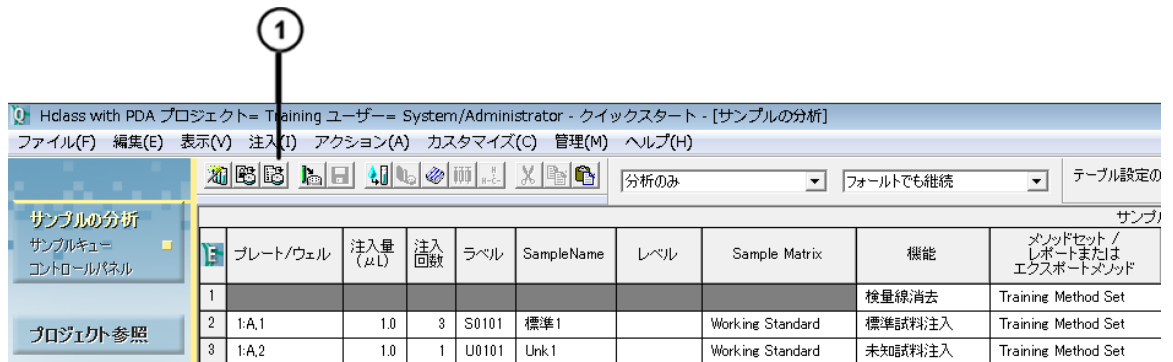 1
Hclass with PDA プロジェクト= Training ユーザー= System/Administrator - クイックスタート - [サンプルの分析]
ファイル(F) 編集(E) 表示(V) 注入(I) アクション(A) カスタマイズ(C) 管理(M) ヘルプ(H)
分析のみ フォールトでも継続 テーブル設定の
サンプルの分析
サンプルキュー
コントロールパネル
プロジェクト参照
サンプル
プレート/ウェル 注入量 (μL) 注入回数 ラベル SampleName レベル Sample Matrix 機能 メソッドセット / レポートまたは エクスポートメソッド
1 検量線消去 Training Method Set
2 1:A,1 1.0 3 S0101 標準1 Working Standard 標準試料注入 Training Method Set
3 1:A,2 1.0 1 U0101 Unk1 Working Standard 未知試料注入 Training Method Set